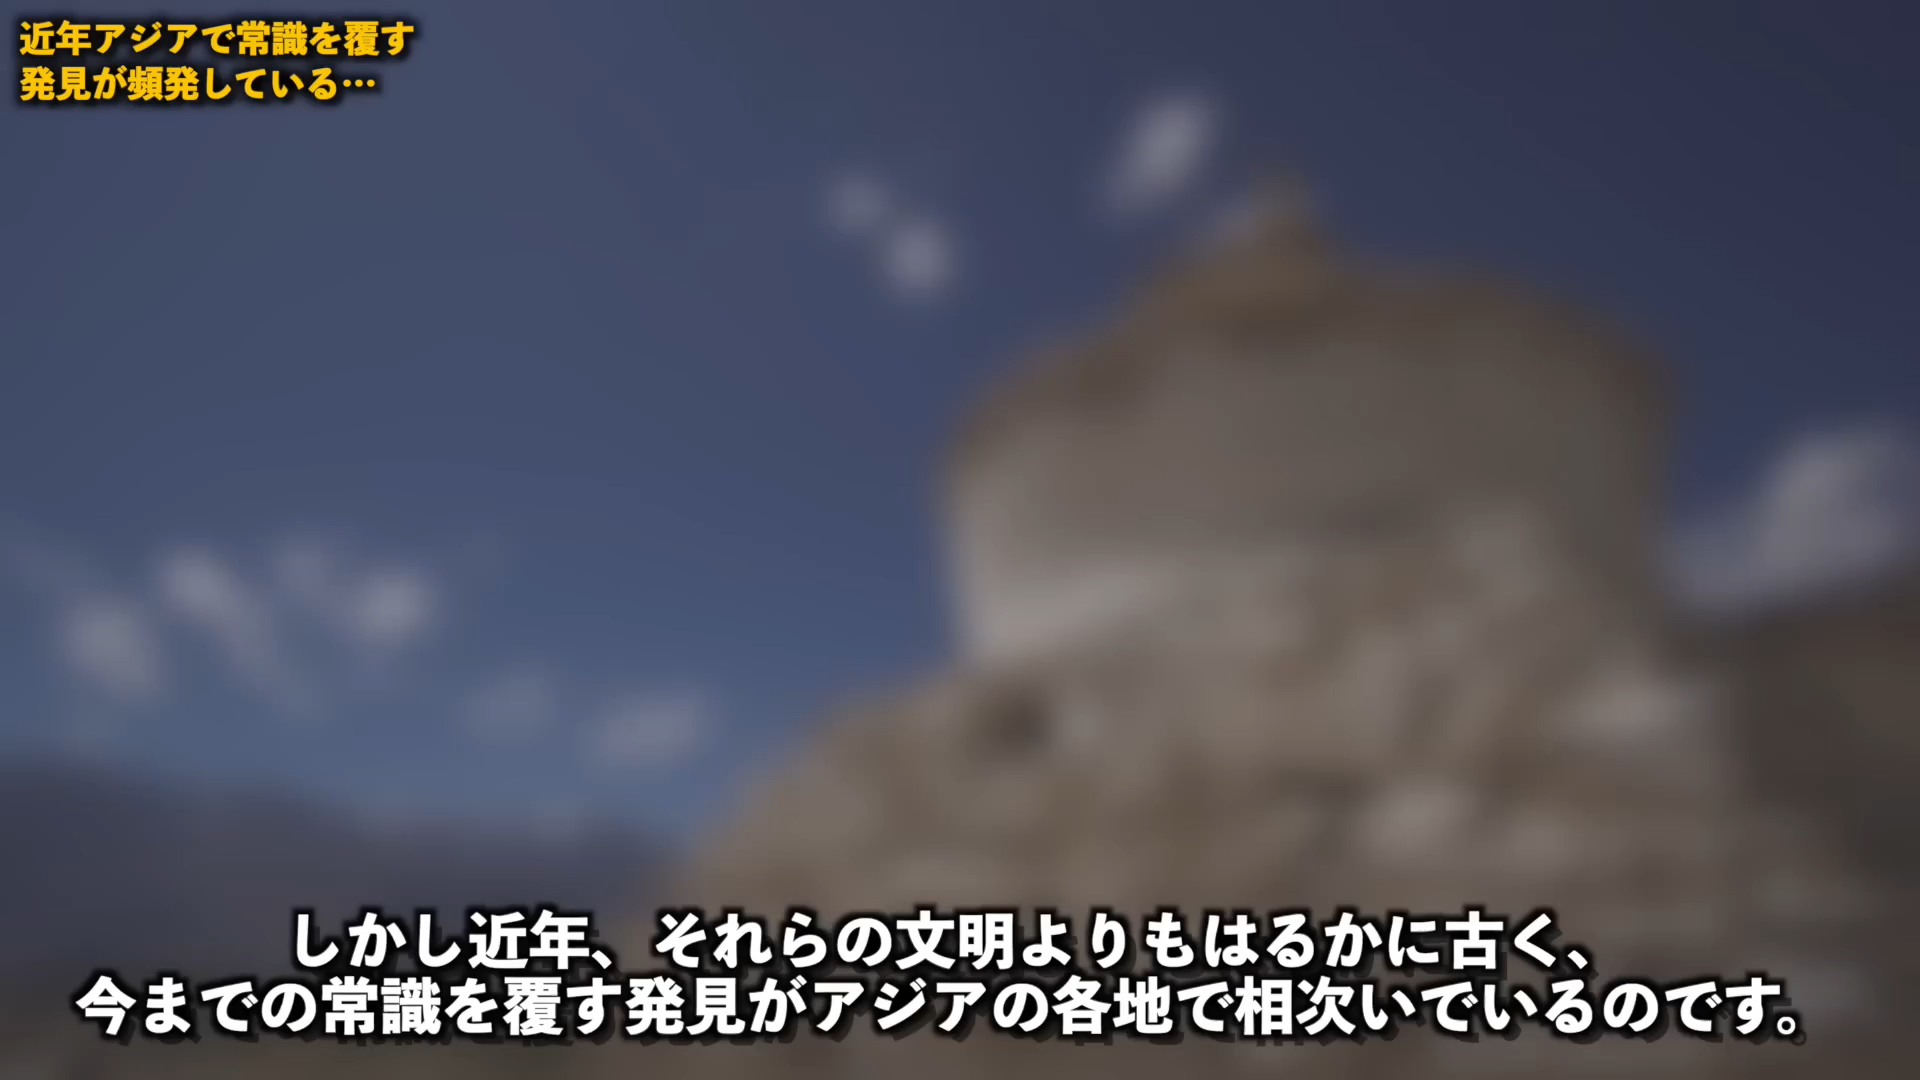 近年アジアで常識を覆す
発見が頻発している…
しかし近年、それらの文明よりもはるかに古く、
今までの常識を覆す発見がアジアの各地で相次いでいるのです。